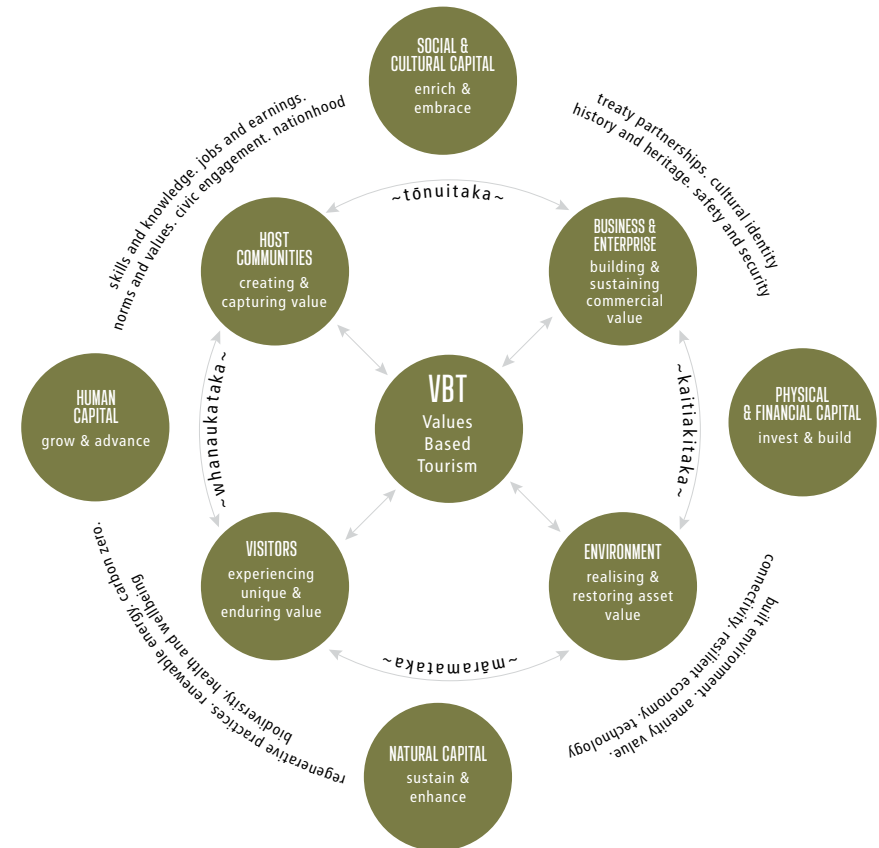 SOCIAL &
CULTURAL CAPITAL
enrich &
embrace
skills and knowledge. jobs and earnings.
norms and values. civic engagement. nationhood
treaty partnerships. cultural identity
history and heritage. safety and security
~tōnuitaka~
HOST
COMMUNITIES
creating &
capturing value
BUSINESS &
ENTERPRISE
building &
sustaining
commercial
value
~whanaukataka~
VBT
Values
Based
Tourism
~kaitiakitaka~
HUMAN
CAPITAL
grow & advance
PHYSICAL
& FINANCIAL CAPITAL
invest & build
VISITORS
experiencing
unique &
enduring value
ENVIRONMENT
realising &
restoring asset
value
~māramataka~
regenerative practices. renewable energy. carbon zero.
biodiversity. health and wellbeing
built environment. amenity value.
connectivity. resilient economy. technology
NATURAL CAPITAL
sustain &
enhance